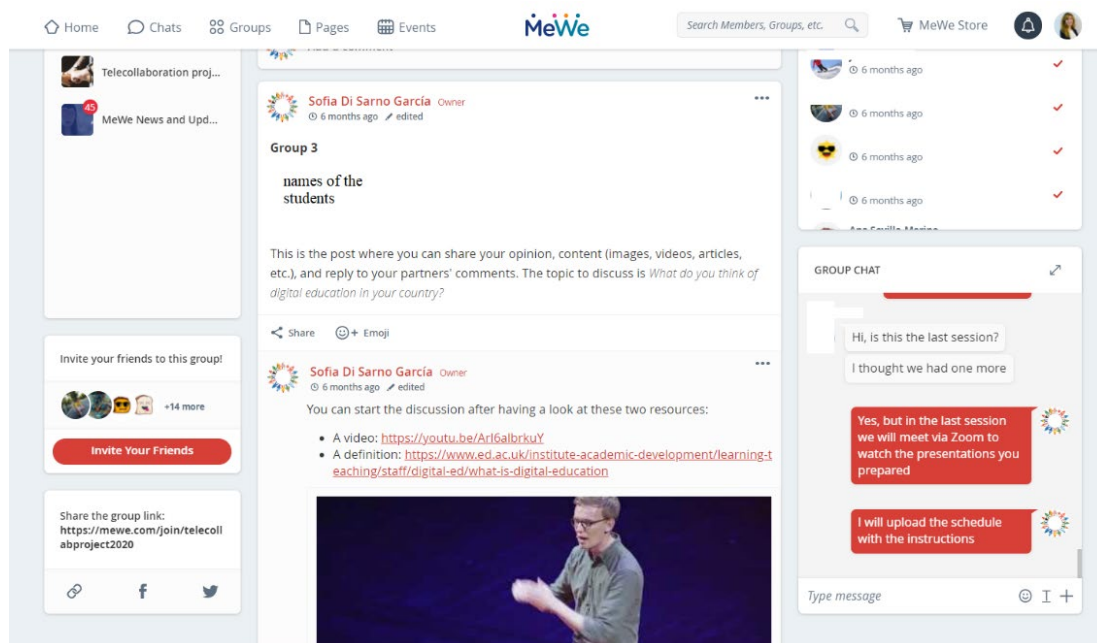 Home Chats Groups Pages Events MeWe Search Members, Groups, etc. MeWe Store
Telecollaboration proj...
45
MeWe News and Upd...
Invite your friends to this group!
+14 more
Invite Your Friends
Share the group link:
https://mewe.com/join/telecoll
abproject2020
Add a comment
Sofia Di Sarno García Owner
6 months ago edited
Group 3
names of the
students
This is the post where you can share your opinion, content (images, videos, articles,
etc.), and reply to your partners' comments. The topic to discuss is What do you think of
digital education in your country?
Share Emoji
Sofia Di Sarno García Owner
6 months ago edited
You can start the discussion after having a look at these two resources:
• A video: https://youtu.be/ArI6albrkuY
• A definition: https://www.ed.ac.uk/institute-academic-development/learning-t
eaching/staff/digital-ed/what-is-digital-education
6 months ago
6 months ago
6 months ago
6 months ago
GROUP CHAT
Hi, is this the last session?
I thought we had one more
Yes, but in the last session
we will meet via Zoom to
watch the presentations you
prepared
I will upload the schedule
with the instructions
Type message